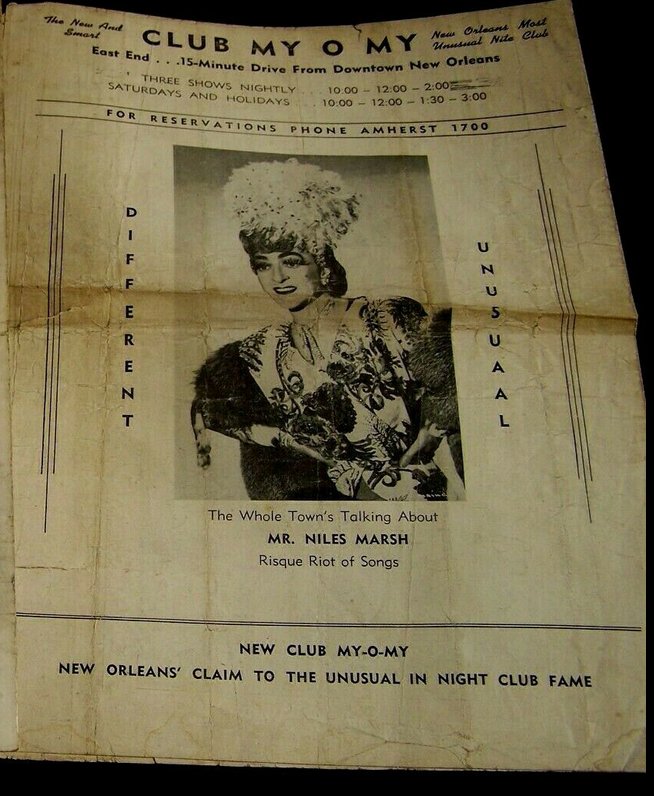 The New And
Smart
CLUB MY O MY
New Orleans Most
Unusual Nite Club
East End . . .15-Minute Drive From Downtown New Orleans
THREE SHOWS NIGHTLY . . 10:00 - 12:00 - 2:00
SATURDAYS AND HOLIDAYS . . 10:00 - 12:00 - 1:30 - 3:00
FOR RESERVATIONS PHONE AMHERST 1700
DIFFERENT
UNUSUAAL
The Whole Town's Talking About
MR. NILES MARSH
Risque Riot of Songs
NEW CLUB MY-O-MY
NEW ORLEANS' CLAIM TO THE UNUSUAL IN NIGHT CLUB FAME